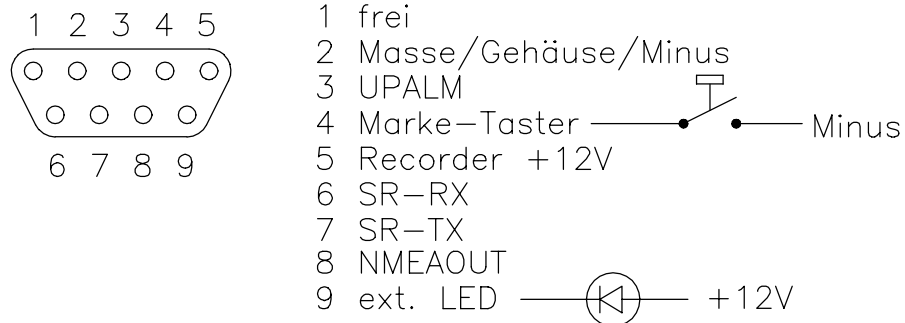 1 2 3 4 5
6 7 8 9
1 frei
2 Masse/Gehäuse/Minus
3 UPALM
4 Marke-Taster Minus
5 Recorder +12V
6 SR-RX
7 SR-TX
8 NMEAOUT
9 ext. LED +12V